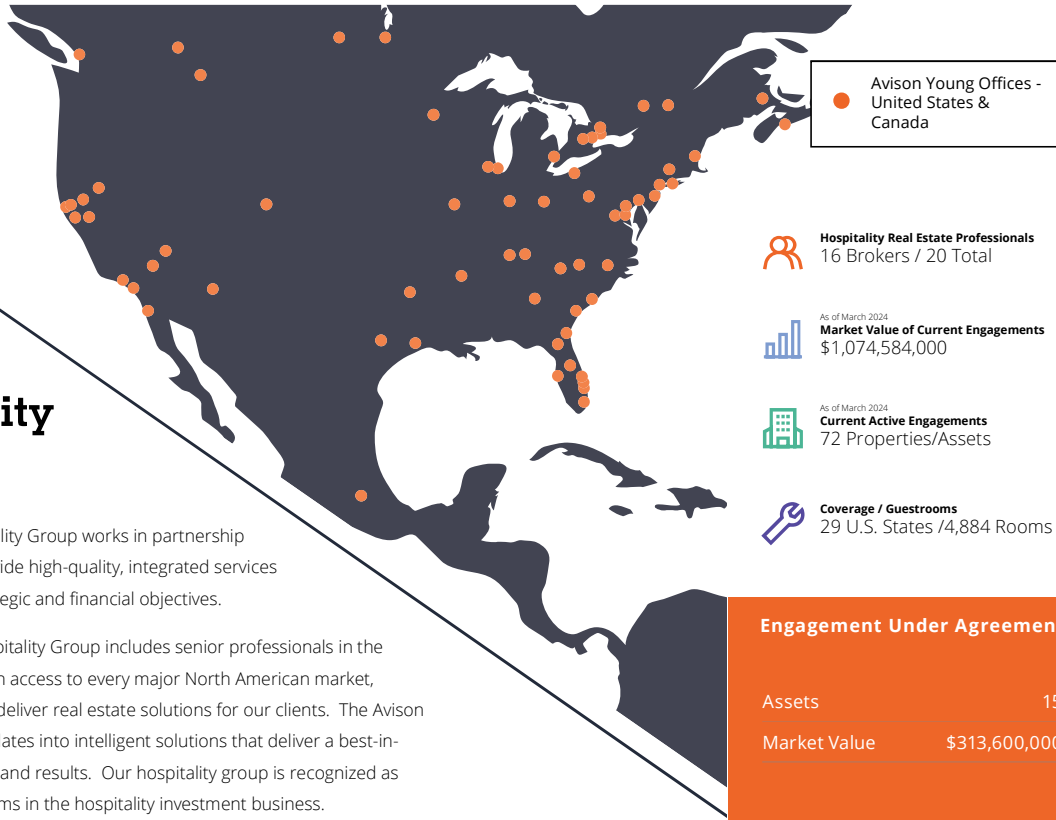 Avison Young Offices -
United States &
Canada
Hospitality Real Estate Professionals
16 Brokers / 20 Total
As of March 2024
Market Value of Current Engagements
$1,074,584,000
As of March 2024
Current Active Engagements
72 Properties/Assets
Coverage / Guestrooms
29 U.S. States /4,884 Rooms
ity
lity Group works in partnership
ide high-quality, integrated services
egic and financial objectives.
pitality Group includes senior professionals in the
h access to every major North American market,
deliver real estate solutions for our clients. The Avison
lates into intelligent solutions that deliver a best-in-
and results. Our hospitality group is recognized as
ms in the hospitality investment business.
Engagement Under Agreemen
Assets 15
Market Value $313,600,000